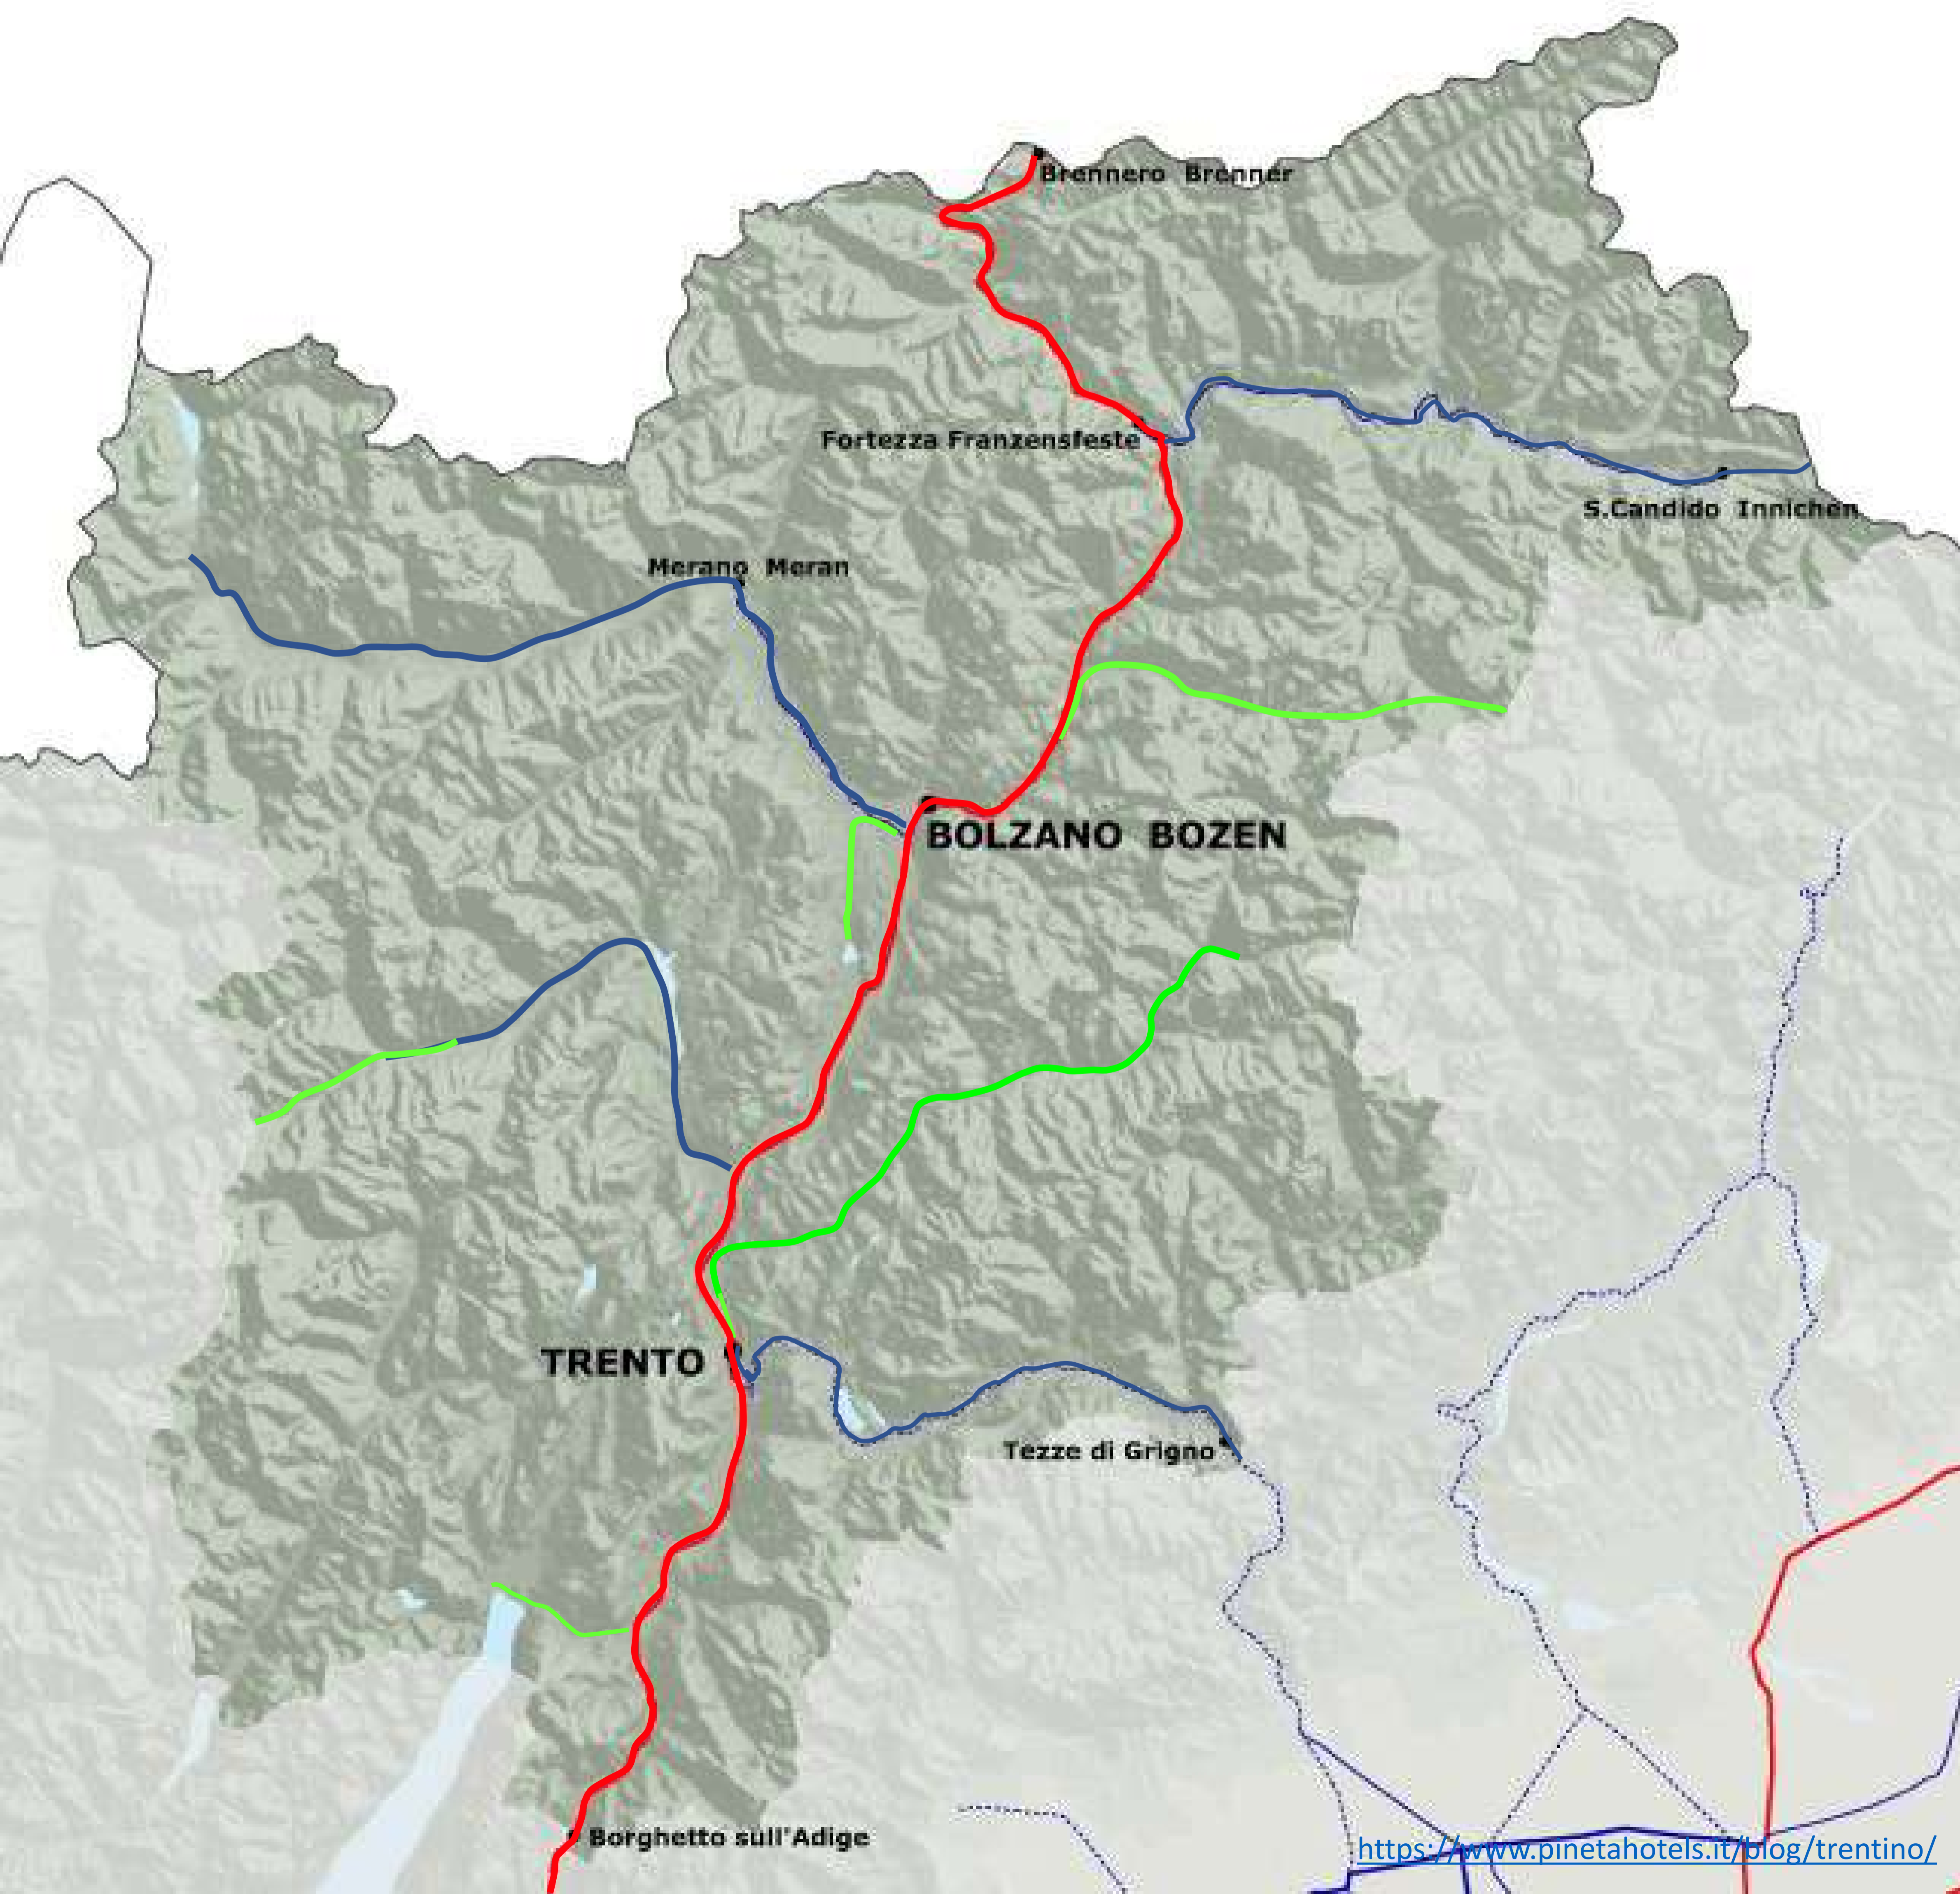 Brennero Brenner
Fortezza Franzensfeste
S.Candido Innichen
Merano Meran
BOLZANO BOZEN
TRENTO
Tezze di Grigno
Borghetto sull'Adige
https://www.pinetahotels.it/blog/trentino/